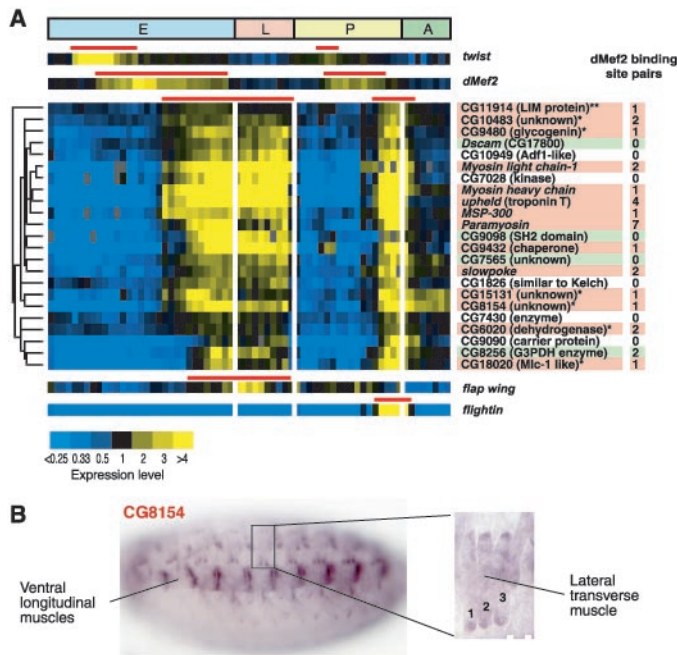 A
E L P A
twist
dMef2
dMef2 binding
site pairs
CG11914 (LIM protein)** 1
CG10483 (unknown)* 2
CG9480 (glycogenin)* 1
Dscam (CG17800) 0
CG10949 (Adf1-like) 0
Myosin light chain-1 2
CG7028 (kinase) 0
Myosin heavy chain 1
upheld (troponin T) 4
MSP-300 1
Paramyosin 7
CG9098 (SH2 domain) 0
CG9432 (chaperone) 1
CG7565 (unknown) 0
slowpoke 2
CG1826 (similar to Kelch) 0
CG15131 (unknown)* 1
CG8154 (unknown)* 1
CG7430 (enzyme) 0
CG6020 (dehydrogenase)* 2
CG9090 (carrier protein) 0
CG8256 (G3PDH enzyme) 2
CG18020 (Mlc-1 like)* 1
flap wing
flightin
<0.25 0.33 0.5 1 2 3 >4
Expression level
B
CG8154
Ventral
longitudinal
muscles
Lateral
transverse
muscle
1 2 3